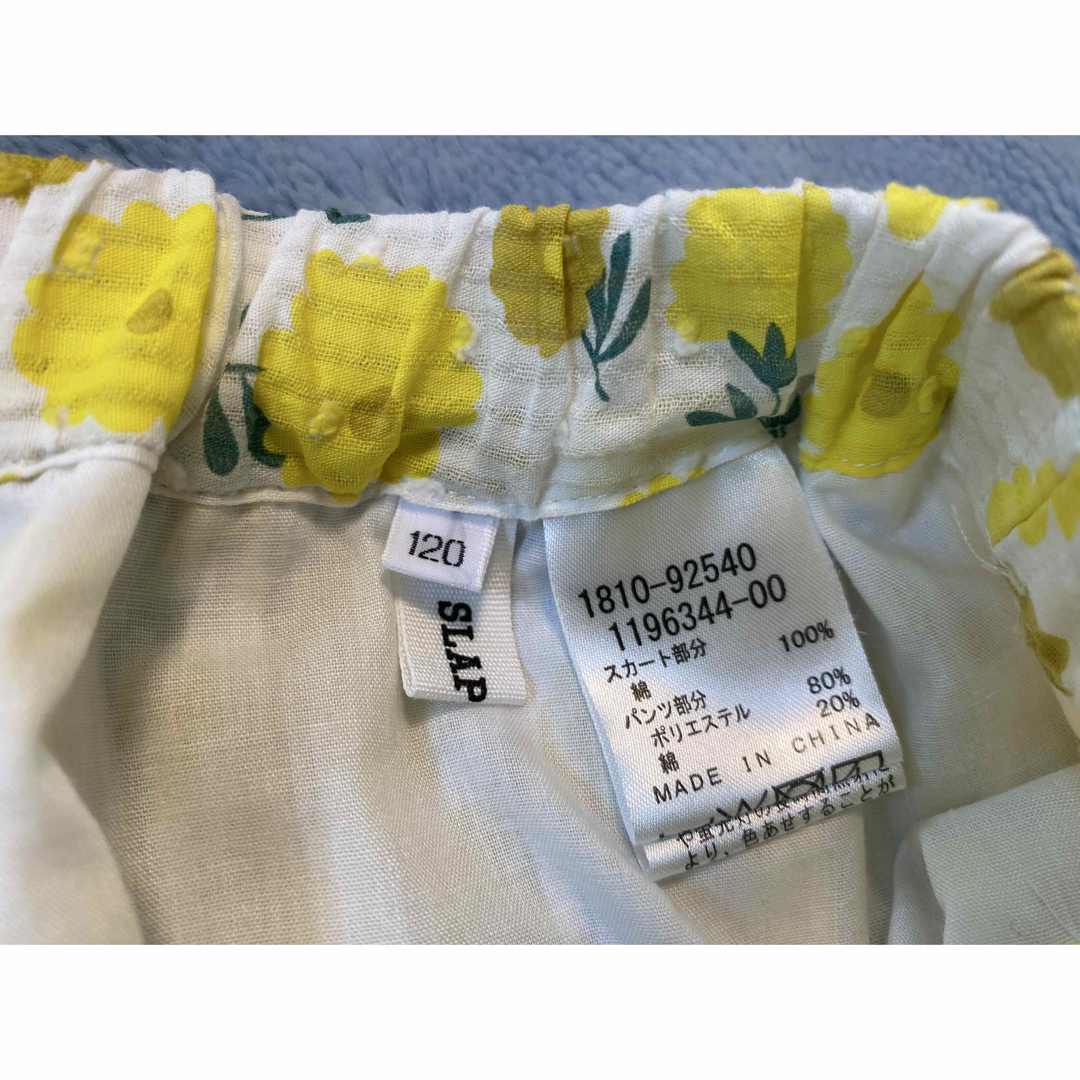 120
SLAP
1810-92540
1196344-00
スカート部分
綿 100%
パンツ部分
ポリエステル 80%
綿 20%
MADE IN CHINA
より、色あせすることが